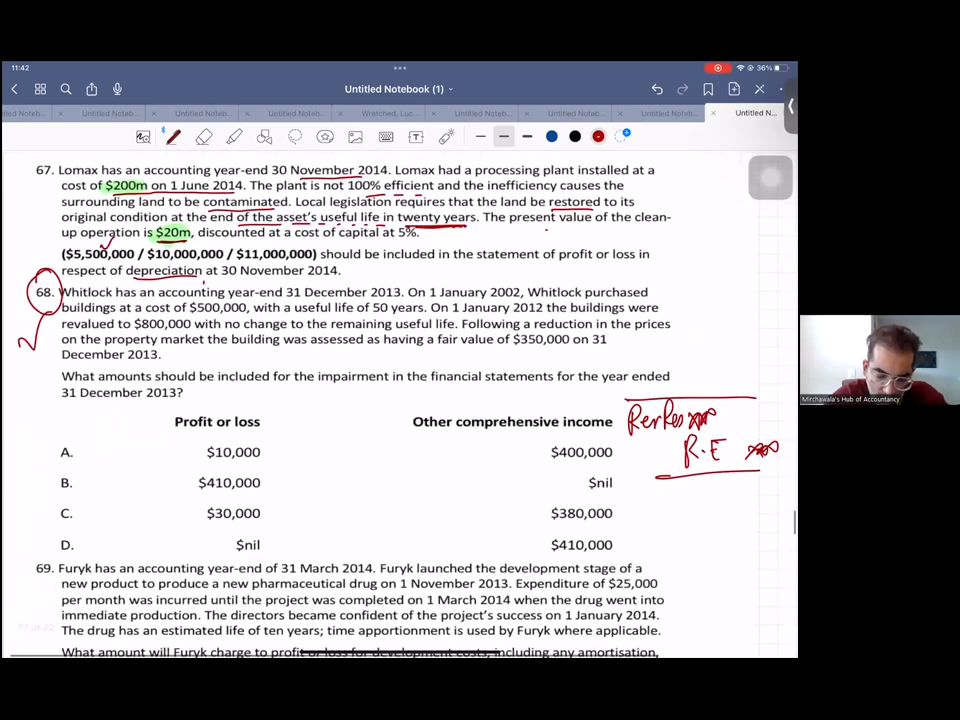 11:42
36%
Untitled Notebook (1)
Untitled Noteb...
Untitled Noteb...
Untitled Noteb...
Wretched, Luc...
Untitled Noteb...
Untitled Noteb...
Untitled N...
67. Lomax has an accounting year-end 30 November 2014. Lomax had a processing plant installed at a
cost of $200m on 1 June 2014. The plant is not 100% efficient and the inefficiency causes the
surrounding land to be contaminated. Local legislation requires that the land be restored to its
original condition at the end of the asset's useful life in twenty years. The present value of the clean-
up operation is $20m, discounted at a cost of capital at 5%.
($5,500,000 / $10,000,000 / $11,000,000) should be included in the statement of profit or loss in
respect of depreciation at 30 November 2014.
68. Whitlock has an accounting year-end 31 December 2013. On 1 January 2002, Whitlock purchased
buildings at a cost of $500,000, with a useful life of 50 years. On 1 January 2012 the buildings were
revalued to $800,000 with no change to the remaining useful life. Following a reduction in the prices
on the property market the building was assessed as having a fair value of $350,000 on 31
December 2013.
What amounts should be included for the impairment in the financial statements for the year ended
31 December 2013?
Profit or loss Other comprehensive income
A. $10,000 $400,000
B. $410,000 $nil
C. $30,000 $380,000
D. $nil $410,000
R.E
69. Furyk has an accounting year-end of 31 March 2014. Furyk launched the development stage of a
new product to produce a new pharmaceutical drug on 1 November 2013. Expenditure of $25,000
per month was incurred until the project was completed on 1 March 2014 when the drug went into
immediate production. The directors became confident of the project's success on 1 January 2014.
The drug has an estimated life of ten years; time apportionment is used by Furyk where applicable.
What amount will Furyk charge to profit or loss for development costs, including any amortisation,
Mirchawala's Hub of Accountancy